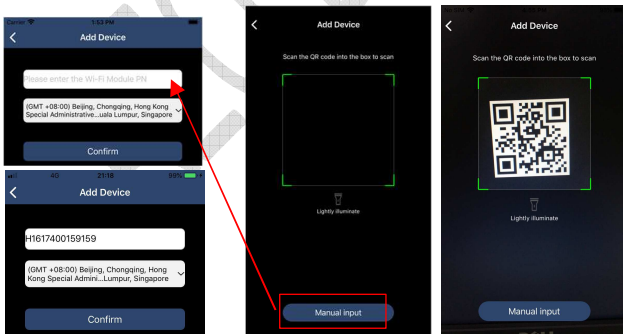 Carrier 1:53 PM
Add Device
Please enter the Wi-Fi Module PN
(GMT +08:00) Beijing, Chongqing, Hong Kong
Special Administrative...uala Lumpur, Singapore
Confirm
4G 21:18 99%
Add Device
H1617400159159
(GMT +08:00) Beijing, Chongqing, Hong
Kong Special Admini...Lumpur, Singapore
Confirm
Add Device
Scan the QR code into the box to scan
Lightly illuminate
Manual input
Add Device
Scan the QR code into the box to scan
Lightly illuminate
Manual input